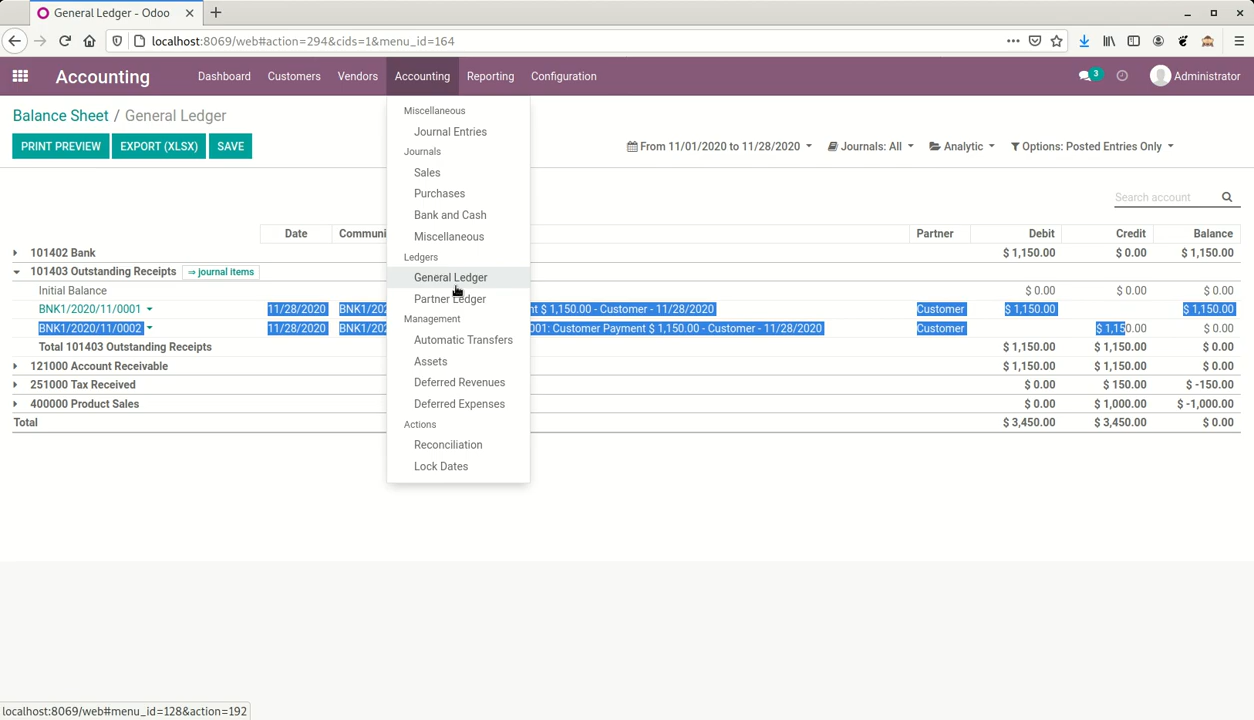 General Ledger - Odoo
localhost:8069/web#action=294&cids=1&menu_id=164
Accounting Dashboard Customers Vendors Accounting Reporting Configuration 3 Administrator
Balance Sheet / General Ledger
PRINT PREVIEW EXPORT (XLSX) SAVE From 11/01/2020 to 11/28/2020 Journals: All Analytic Options: Posted Entries Only
Search account
Miscellaneous
Journal Entries
Journals
Sales
Purchases
Bank and Cash
Miscellaneous
Ledgers
General Ledger
Partner Ledger
Management
Automatic Transfers
Assets
Deferred Revenues
Deferred Expenses
Actions
Reconciliation
Lock Dates
Date Communi Partner Debit Credit Balance
101402 Bank $ 1,150.00 $ 0.00 $ 1,150.00
101403 Outstanding Receipts ⇒ journal items
Initial Balance $ 0.00 $ 0.00 $ 0.00
BNK1/2020/11/0001 11/28/2020 BNK1/202 nt $ 1,150.00 - Customer - 11/28/2020 Customer $ 1,150.00 $ 1,150.00
BNK1/2020/11/0002 11/28/2020 BNK1/202 001: Customer Payment $ 1,150.00 - Customer - 11/28/2020 Customer $ 1,150.00 $ 0.00
Total 101403 Outstanding Receipts $ 1,150.00 $ 1,150.00 $ 0.00
121000 Account Receivable $ 1,150.00 $ 1,150.00 $ 0.00
251000 Tax Received $ 0.00 $ 150.00 $ -150.00
400000 Product Sales $ 0.00 $ 1,000.00 $ -1,000.00
Total $ 3,450.00 $ 3,450.00 $ 0.00
localhost:8069/web#menu_id=128&action=192